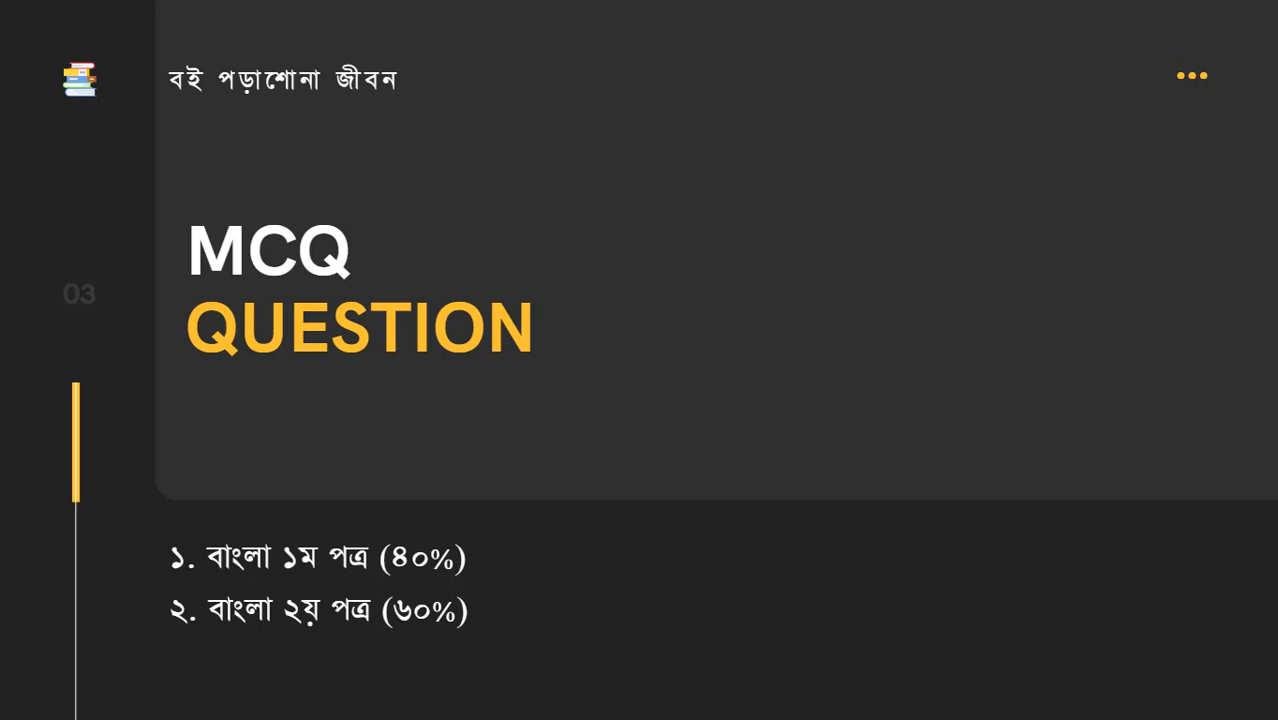 বই পড়াশোনা জীবন
MCQ
QUESTION
03
১. বাংলা ১ম পত্র (৪০%)
২. বাংলা ২য় পত্র (৬০%)